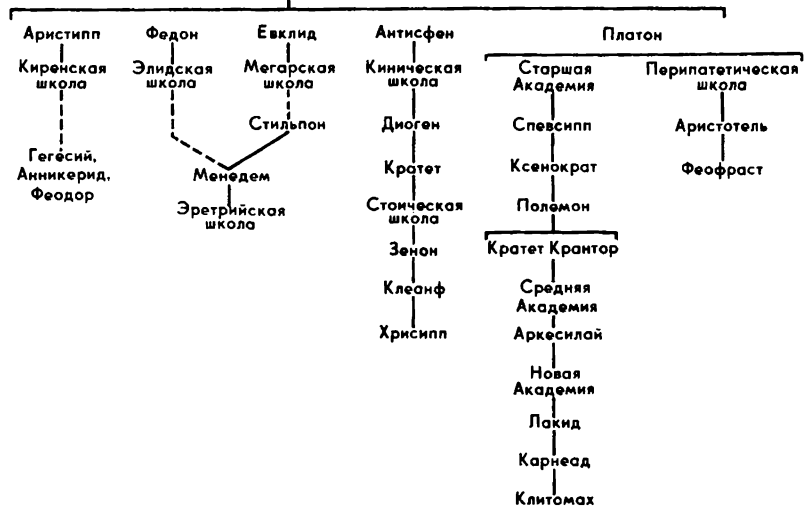 Аристипп
Киренская
школа
Гегесий,
Анникерид,
Феодор
Федон
Элидская
школа
Евклид
Мегарская
школа
Стильпон
Менедем
Эретрийская
школа
Антисфен
Киническая
школа
Диоген
Кратет
Стоическая
школа
Зенон
Клеанф
Хрисипп
Платон
Старшая
Академия
Спевсипп
Ксенократ
Полемон
Кратет Крантор
Средняя
Академия
Аркесилай
Новая
Академия
Лакид
Карнеад
Клитомах
Перипатетическая
школа
Аристотель
Феофраст